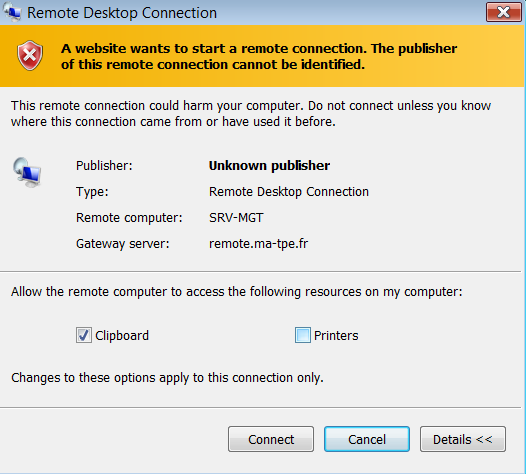 Remote Desktop Connection
A website wants to start a remote connection. The publisher
of this remote connection cannot be identified.
This remote connection could harm your computer. Do not connect unless you know
where this connection came from or have used it before.
Publisher: Unknown publisher
Type: Remote Desktop Connection
Remote computer: SRV-MGT
Gateway server: remote.ma-tpe.fr
Allow the remote computer to access the following resources on my computer:
Clipboard Printers
Changes to these options apply to this connection only.
Connect Cancel Details <<